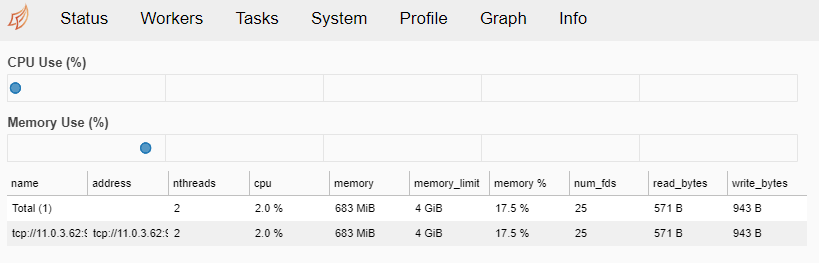 Status Workers Tasks System Profile Graph Info
CPU Use (%)
Memory Use (%)
name address nthreads cpu memory memory_limit memory % num_fds read_bytes write_bytes
Total (1) 2 2.0 % 683 MiB 4 GiB 17.5 % 25 571 B 943 B
tcp://11.0.3.62:9 tcp://11.0.3.62:9 2 2.0 % 683 MiB 4 GiB 17.5 % 25 571 B 943 B